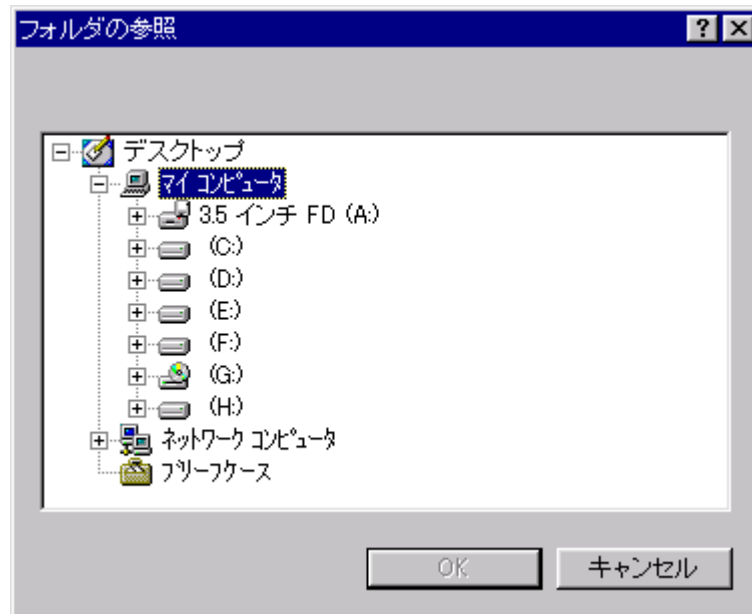 フォルダの参照
デスクトップ
ﾏｲ ｺﾝﾋﾟｭｰﾀ
3.5 インチ FD (A:)
(C:)
(D:)
(E:)
(F:)
(G:)
(H:)
ﾈｯﾄﾜｰｸ ｺﾝﾋﾟｭｰﾀ
ﾌﾞﾘｰﾌｹｰｽ
OK
キャンセル